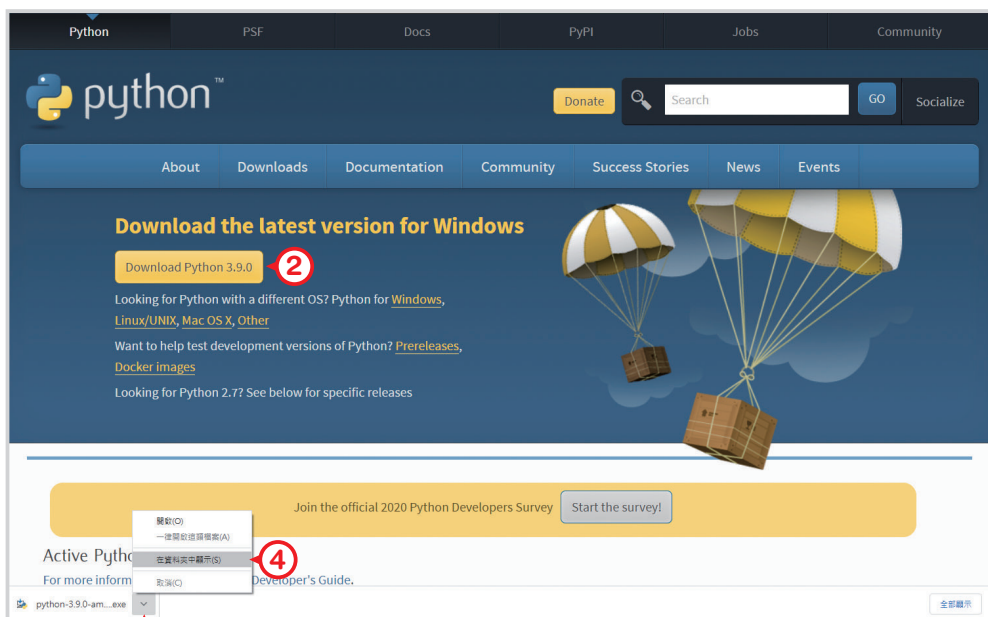 Python PSF Docs PyPI Jobs Community
python™
Donate Search GO Socialize
About Downloads Documentation Community Success Stories News Events
Download the latest version for Windows
Download Python 3.9.0 2
Looking for Python with a different OS? Python for Windows,
Linux/UNIX, Mac OS X, Other
Want to help test development versions of Python? Prereleases,
Docker images
Looking for Python 2.7? See below for specific releases
Join the official 2020 Python Developers Survey Start the survey!
開啟(O)
一律開啟這類檔案(A)
在資料夾中顯示(S) 4
取消(C)
Active Pytho
For more inform Developer's Guide.
python-3.9.0-am....exe 全部顯示